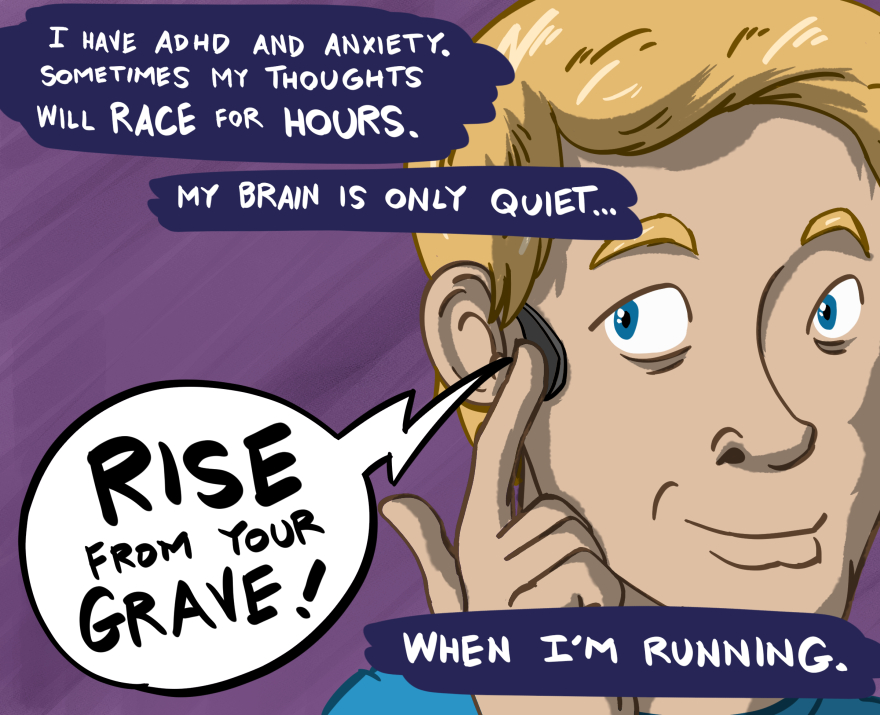 I HAVE ADHD AND ANXIETY.
SOMETIMES MY THOUGHTS
WILL RACE FOR HOURS.
MY BRAIN IS ONLY QUIET...
RISE
FROM YOUR
GRAVE!
WHEN I'M RUNNING.